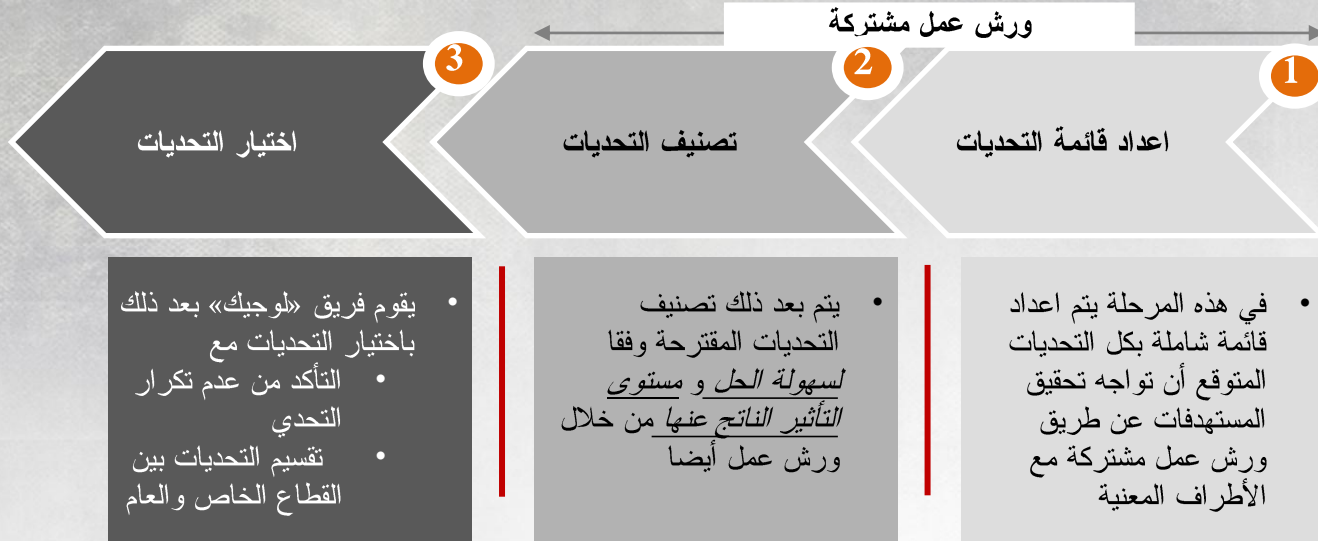 ورش عمل مشتركة
1
اعداد قائمة التحديات
2
تصنيف التحديات
3
اختيار التحديات
• في هذه المرحلة يتم اعداد
قائمة شاملة بكل التحديات
المتوقع أن تواجه تحقيق
المستهدفات عن طريق
ورش عمل مشتركة مع
الأطراف المعنية
• يتم بعد ذلك تصنيف
التحديات المقترحة وفقا
لسهولة الحل و مستوى
التأثير الناتج عنها من خلال
ورش عمل أيضا
• يقوم فريق «لوجيك» بعد ذلك
باختيار التحديات مع
• التأكد من عدم تكرار
التحدي
• تقسيم التحديات بين
القطاع الخاص والعام